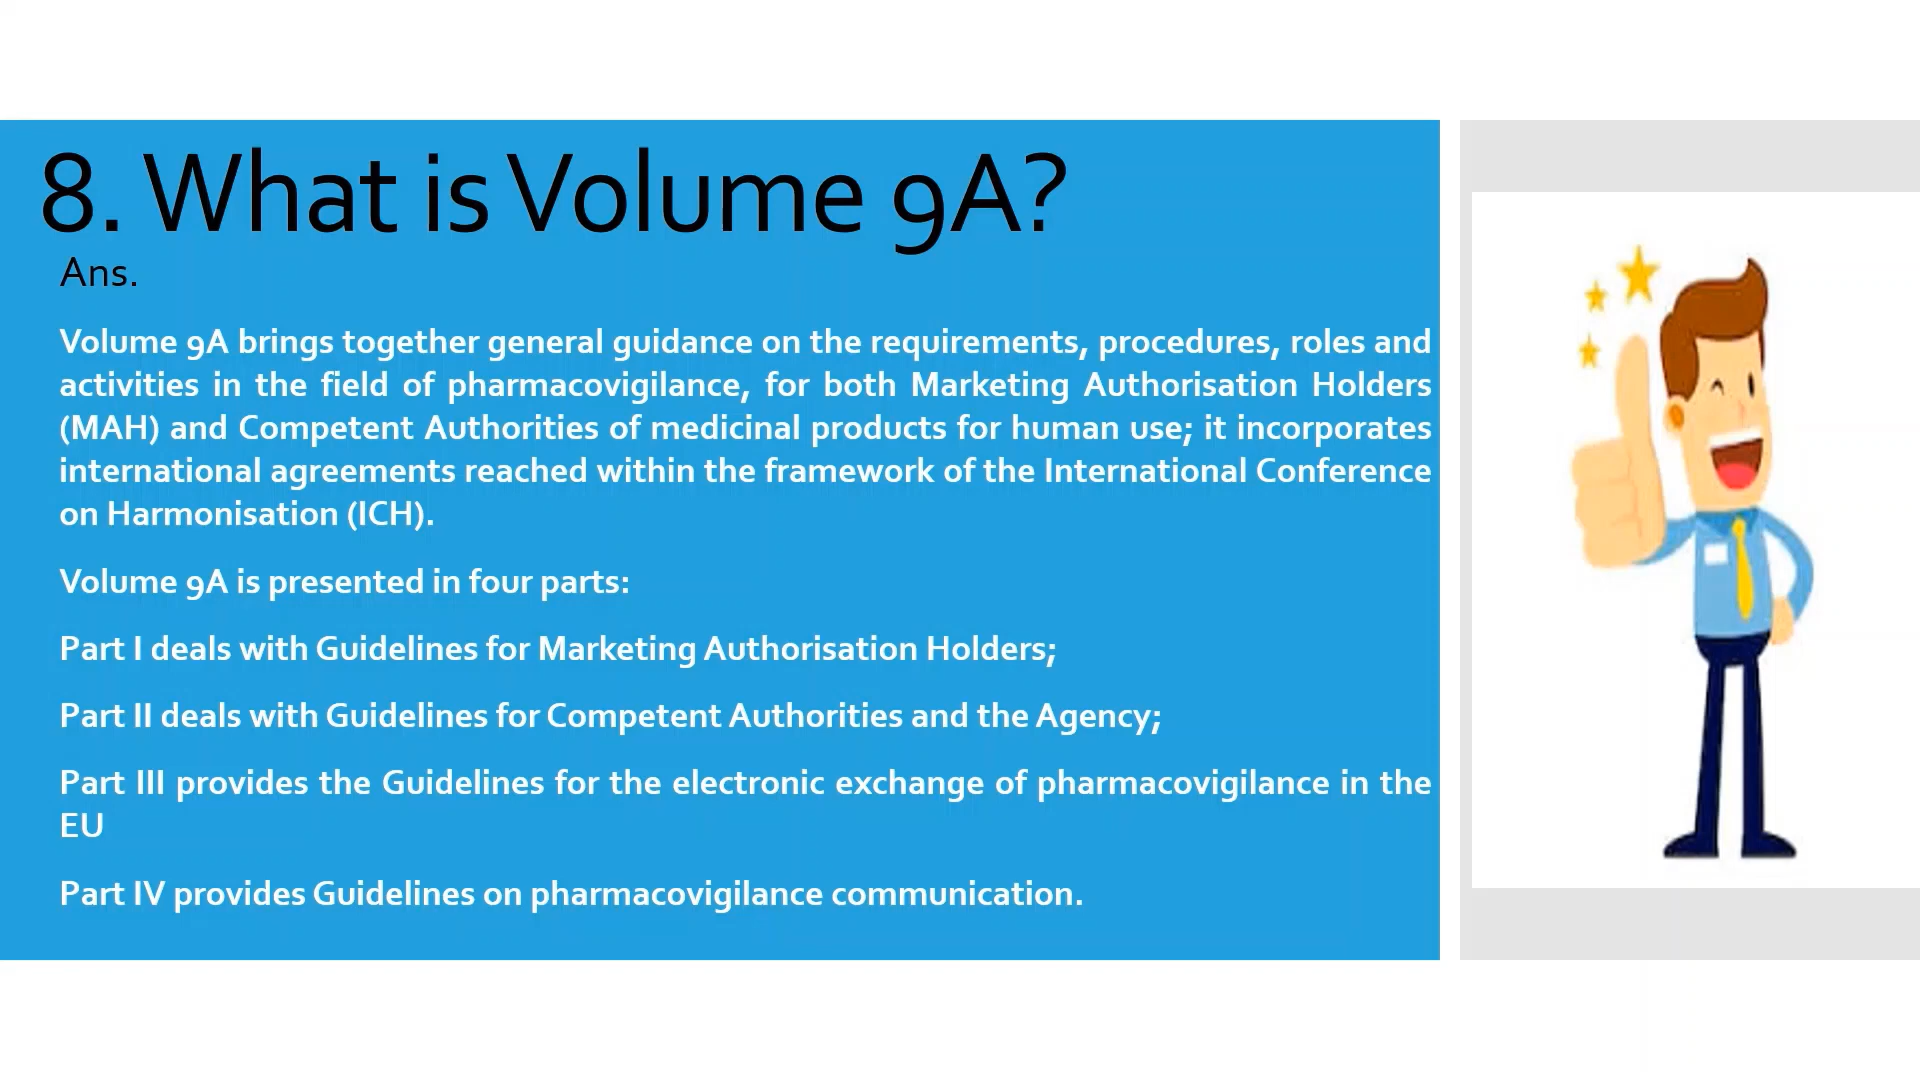 8. What is Volume 9A?
Ans.
Volume 9A brings together general guidance on the requirements, procedures, roles and
activities in the field of pharmacovigilance, for both Marketing Authorisation Holders
(MAH) and Competent Authorities of medicinal products for human use; it incorporates
international agreements reached within the framework of the International Conference
on Harmonisation (ICH).
Volume 9A is presented in four parts:
Part I deals with Guidelines for Marketing Authorisation Holders;
Part II deals with Guidelines for Competent Authorities and the Agency;
Part III provides the Guidelines for the electronic exchange of pharmacovigilance in the
EU
Part IV provides Guidelines on pharmacovigilance communication.